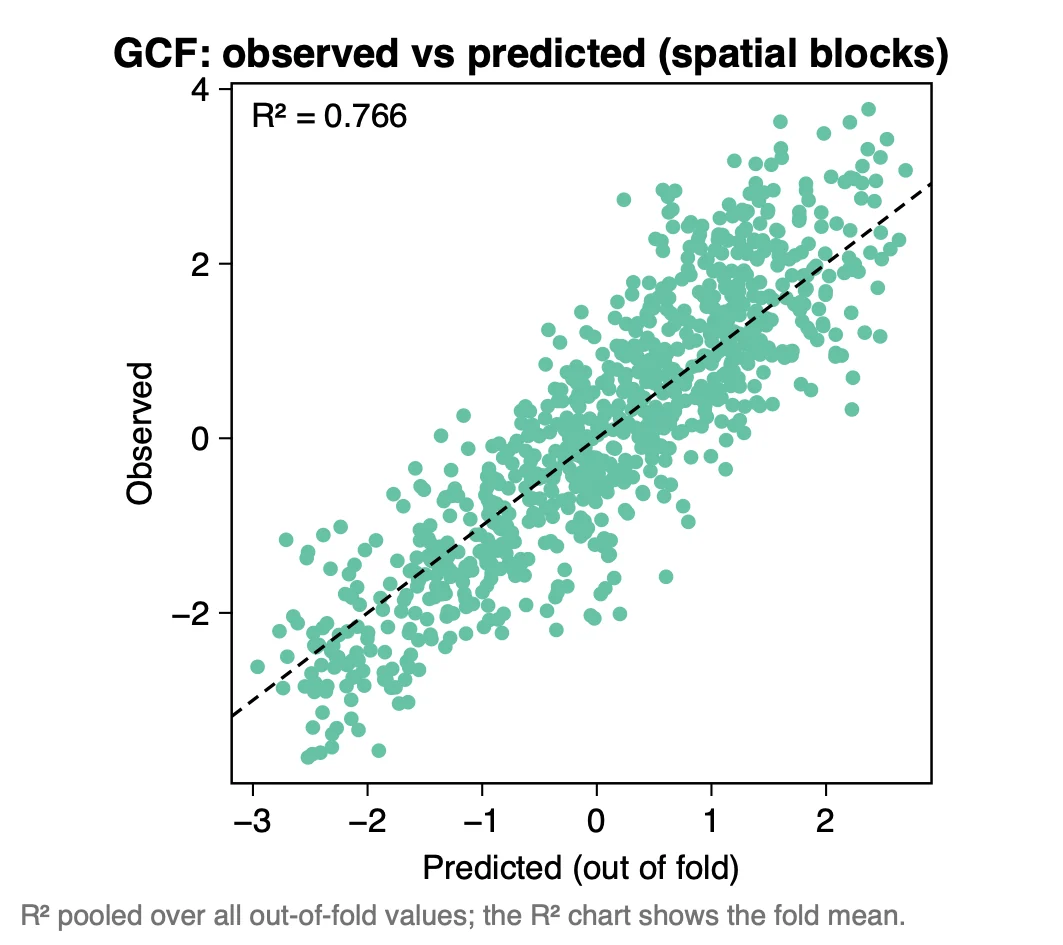 GCF: observed vs predicted (spatial blocks)
R² = 0.766
4
2
0
−2
Observed
−3 −2 −1 0 1 2
Predicted (out of fold)
R² pooled over all out-of-fold values; the R² chart shows the fold mean.